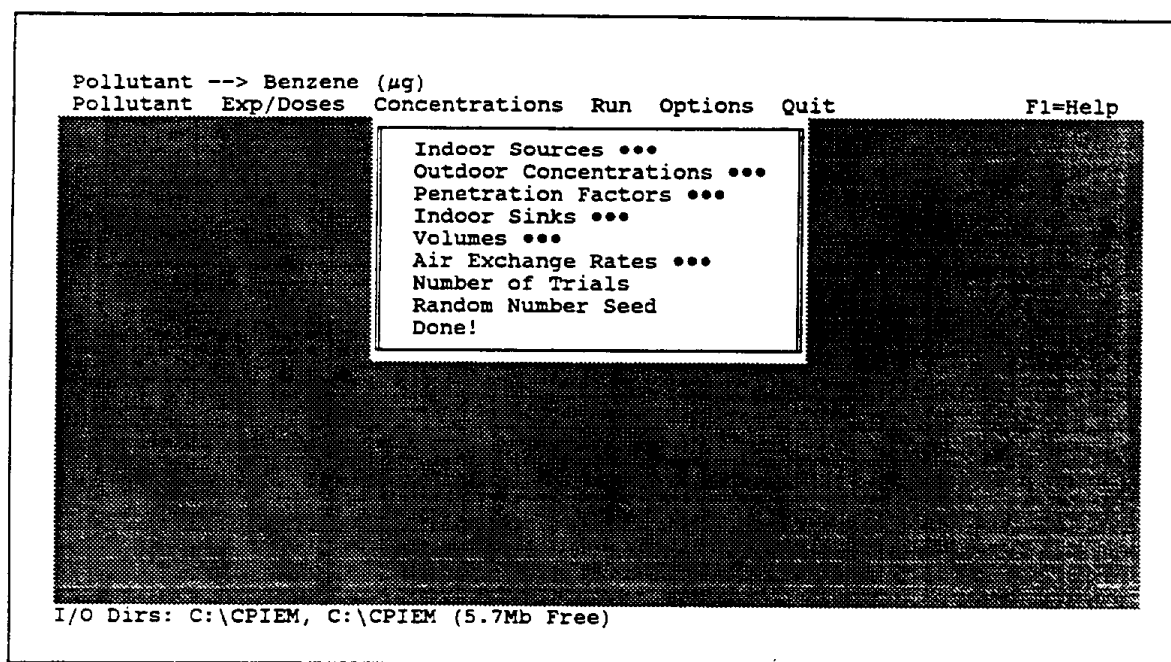 Pollutant --> Benzene (μg)
Pollutant Exp/Doses Concentrations Run Options Quit F1=Help
Indoor Sources •••
Outdoor Concentrations •••
Penetration Factors •••
Indoor Sinks •••
Volumes •••
Air Exchange Rates •••
Number of Trials
Random Number Seed
Done!
I/O Dirs: C:\CPIEM, C:\CPIEM (5.7Mb Free)